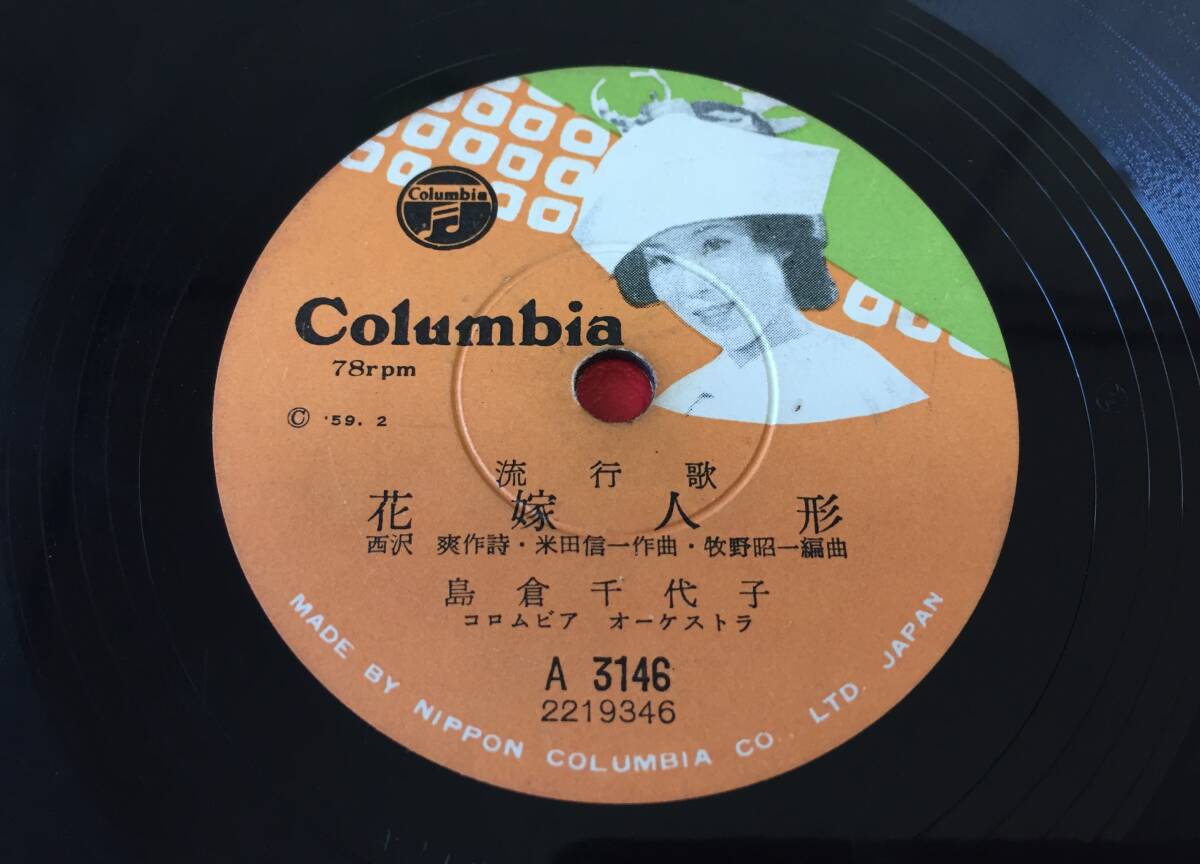 Columbia
Columbia
78rpm
Ⓒ '59. 2
流行歌
花嫁人形
西沢 爽作詩・米田信一作曲・牧野昭一編曲
島倉千代子
コロムビア オーケストラ
A 3146
2219346
MADE BY NIPPON COLUMBIA CO., LTD. JAPAN